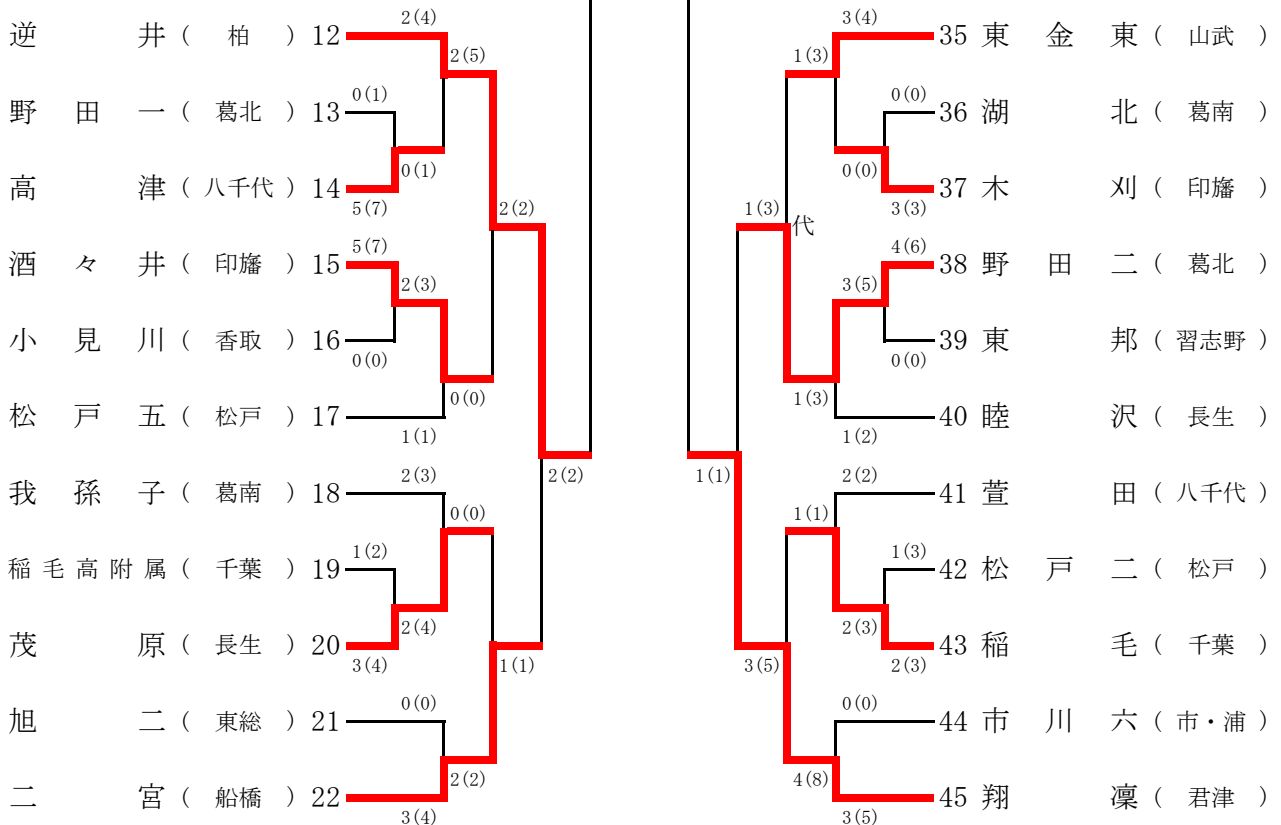 2(4) 3(4)
逆井(柏)12 35 東金東(山武)
2(5) 1(3)
0(1) 0(0)
野田一(葛北)13 36 湖北(葛南)
0(1) 0(0)
高津(八千代)14 37 木刈(印旛)
5(7) 2(2) 1(3) 3(3)
代
5(7) 4(6)
酒々井(印旛)15 38 野田二(葛北)
2(3) 3(5)
小見川(香取)16 39 東邦(習志野)
0(0) 0(0)
0(0) 1(3)
松戸五(松戸)17 40 睦沢(長生)
1(1) 1(2)
2(3) 2(2) 1(1) 2(2)
我孫子(葛南)18 41 萱田(八千代)
0(0) 1(1)
1(2) 1(3)
稲毛高附属(千葉)19 42 松戸二(松戸)
2(4) 2(3)
茂原(長生)20 43 稲毛(千葉)
3(4) 1(1) 3(5) 2(3)
0(0) 0(0)
旭二(東総)21 44 市川六(市・浦)
2(2) 4(8)
二宮(船橋)22 45 翔凜(君津)
3(4) 3(5)